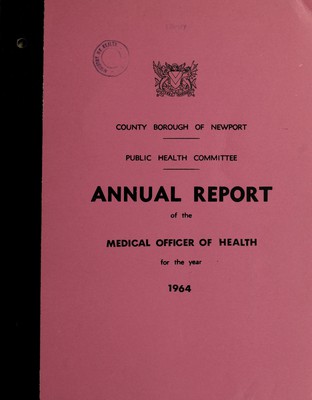 COUNTY BOROUGH OF NEWPORT
PUBLIC HEALTH COMMITTEE
ANNUAL REPORT
of the
MEDICAL OFFICER OF HEALTH
for the year
1964